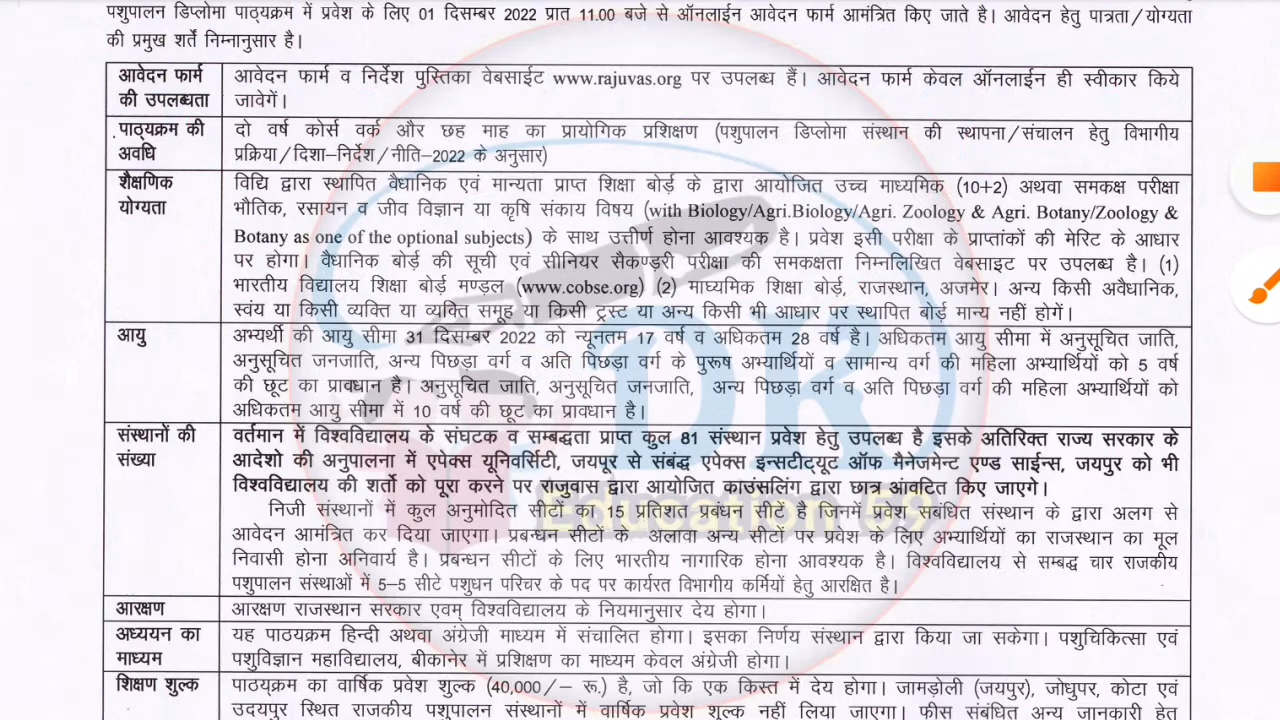 पशुपालन डिप्लोमा पाठ्यक्रम में प्रवेश के लिए 01 दिसम्बर 2022 प्रात 11.00 बजे से ऑनलाईन आवेदन फार्म आमंत्रित किए जाते है। आवेदन हेतु पात्रता/योग्यता
की प्रमुख शर्तें निम्नानुसार है।
आवेदन फार्म की उपलब्धता
आवेदन फार्म व निर्देश पुस्तिका वेबसाईट www.rajuvas.org पर उपलब्ध हैं। आवेदन फार्म केवल ऑनलाईन ही स्वीकार किये
जावेगें।
पाठ्यक्रम की अवधि
दो वर्ष कोर्स वर्क और छह माह का प्रायोगिक प्रशिक्षण (पशुपालन डिप्लोमा संस्थान की स्थापना/संचालन हेतु विभागीय
प्रक्रिया/दिशा–निर्देश/नीति–2022 के अनुसार)
शैक्षणिक योग्यता
विद्यि द्वारा स्थापित वैधानिक एवं मान्यता प्राप्त शिक्षा बोर्ड़ के द्वारा आयोजित उच्च माध्यमिक (10+2) अथवा समकक्ष परीक्षा
भौतिक, रसायन व जीव विज्ञान या कृषि संकाय विषय (with Biology/Agri.Biology/Agri. Zoology & Agri. Botany/Zoology &
Botany as one of the optional subjects) के साथ उत्तीर्ण होना आवश्यक है। प्रवेश इसी परीक्षा के प्राप्तांकों की मेरिट के आधार
पर होगा। वैधानिक बोर्ड की सूची एवं सीनियर सैकण्डरी परीक्षा की समकक्षता निम्नलिखित वेबसाइट पर उपलब्ध है। (1)
भारतीय विद्यालय शिक्षा बोर्ड़ मण्ड़ल (www.cobse.org) (2) माध्यमिक शिक्षा बोर्ड़, राजस्थान, अजमेर। अन्य किसी अवैधानिक,
स्वंय या किसी व्यक्ति या व्यक्ति समूह या किसी ट्रस्ट या अन्य किसी भी आधार पर स्थापित बोर्ड़ मान्य नहीं होगें।
आयु
अभ्यर्थी की आयु सीमा 31 दिसम्बर 2022 को न्यूनतम 17 वर्ष व अधिकतम 28 वर्ष है। अधिकतम आयु सीमा में अनुसूचित जाति,
अनुसूचित जनजाति, अन्य पिछड़ा वर्ग व अति पिछड़ा वर्ग के पुरूष अभ्यार्थियों व सामान्य वर्ग की महिला अभ्यार्थियों को 5 वर्ष
की छूट का प्रावधान है। अनुसूचित जाति, अनुसूचित जनजाति, अन्य पिछड़ा वर्ग व अति पिछड़ा वर्ग की महिला अभ्यार्थियों को
अधिकतम आयु सीमा में 10 वर्ष की छूट का प्रावधान है।
संस्थानों की संख्या
वर्तमान में विश्वविद्यालय के संघटक व सम्बद्धता प्राप्त कुल 81 संस्थान प्रवेश हेतु उपलब्ध है इसके अतिरिक्त राज्य सरकार के
आदेशो की अनुपालना में एपेक्स यूनिवर्सिटी, जयपूर से संबंद्ध एपेक्स इन्सटीट्यूट ऑफ मैनेजमेन्ट एण्ड साईन्स, जयपुर को भी
विश्वविद्यालय की शर्तो को पूरा करने पर राजुवास द्वारा आयोजित काउंसलिंग द्वारा छात्र आंवटित किए जाएगे।
निजी संस्थानों में कुल अनुमोदित सीटों का 15 प्रतिशत प्रबंधन सीटें है जिनमें प्रवेश संबंधित संस्थान के द्वारा अलग से
आवेदन आमंत्रित कर दिया जाएगा। प्रबन्धन सीटों के अलावा अन्य सीटों पर प्रवेश के लिए अभ्यार्थियों का राजस्थान का मूल
निवासी होना अनिवार्य है। प्रबन्धन सीटों के लिए भारतीय नागारिक होना आवश्यक है। विश्वविद्यालय से सम्बद्ध चार राजकीय
पशुपालन संस्थाओं में 5–5 सीटे पशुधन परिचर के पद पर कार्यरत विभागीय कर्मियों हेतु आरक्षित है।
आरक्षण
आरक्षण राजस्थान सरकार एवम् विश्वविद्यालय के नियमानुसार देय होगा।
अध्ययन का माध्यम
यह पाठयक्रम हिन्दी अथवा अंग्रेजी माध्यम में संचालित होगा। इसका निर्णय संस्थान द्वारा किया जा सकेगा। पशुचिकित्सा एवं
पशुविज्ञान महाविद्यालय, बीकानेर में प्रशिक्षण का माध्यम केवल अंग्रेजी होगा।
शिक्षण शुल्क
पाठय्क्रम का वार्षिक प्रवेश शुल्क (40,000/– रू.) है, जो कि एक किस्त में देय होगा। जामड़ोली (जयपुर), जोधुपर, कोटा एवं
उदयपुर स्थित राजकीय पशुपालन संस्थानों में वार्षिक प्रवेश शूल्क नहीं लिया जाएगा। फीस संबंधित अन्य जानकारी हेतु
DR
Education 59